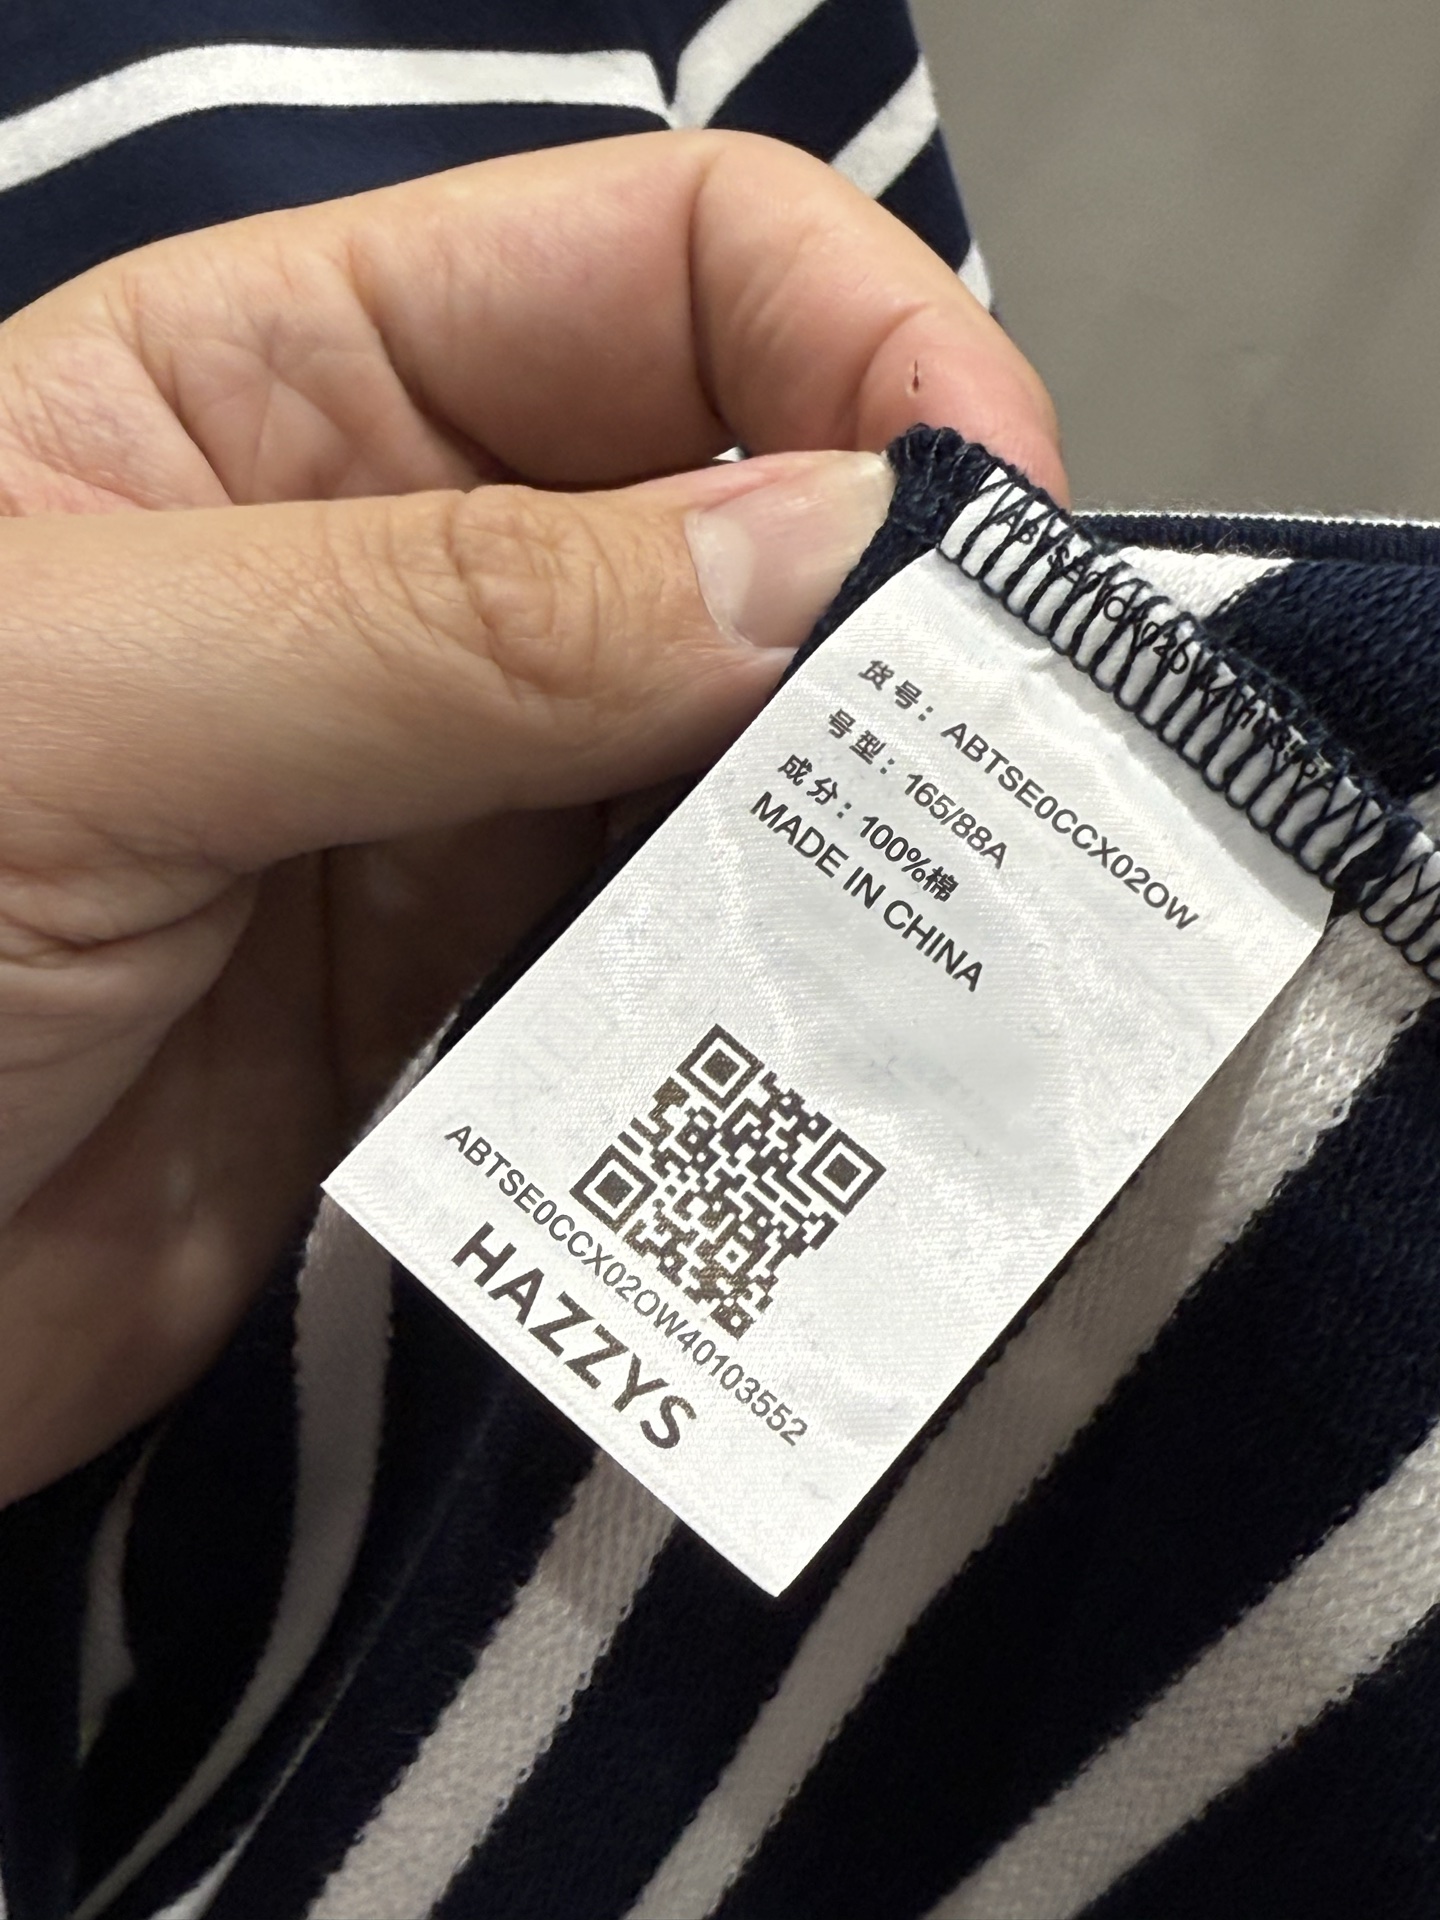 货号：ABTSE0CCX02OW
号型：165/88A
成分：100%棉
MADE IN CHINA
ABTSE0CCX02OW40103552
HAZZYS